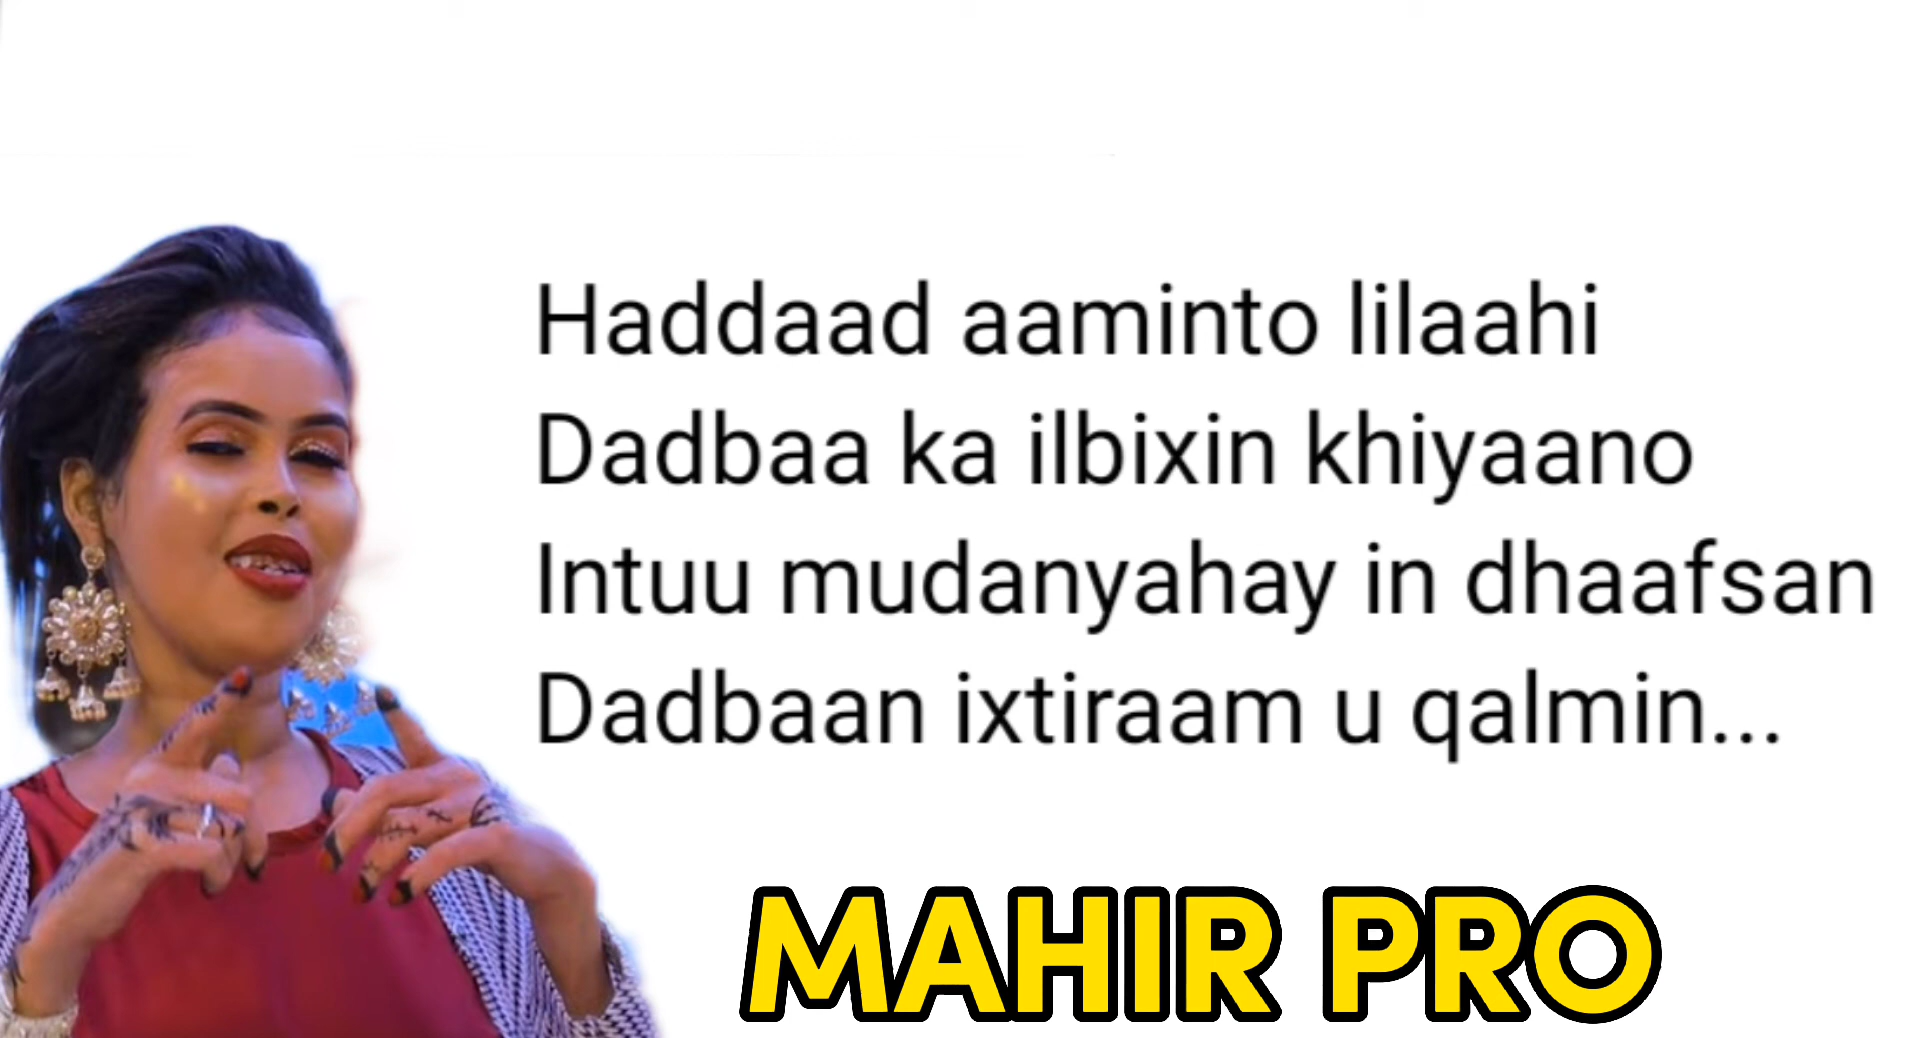 Haddaad aaminto lilaahi
Dadbaa ka ilbixin khiyaano
Intuu mudanyahay in dhaafsan
Dadbaan ixtiraam u qalmin...
MAHIR PRO